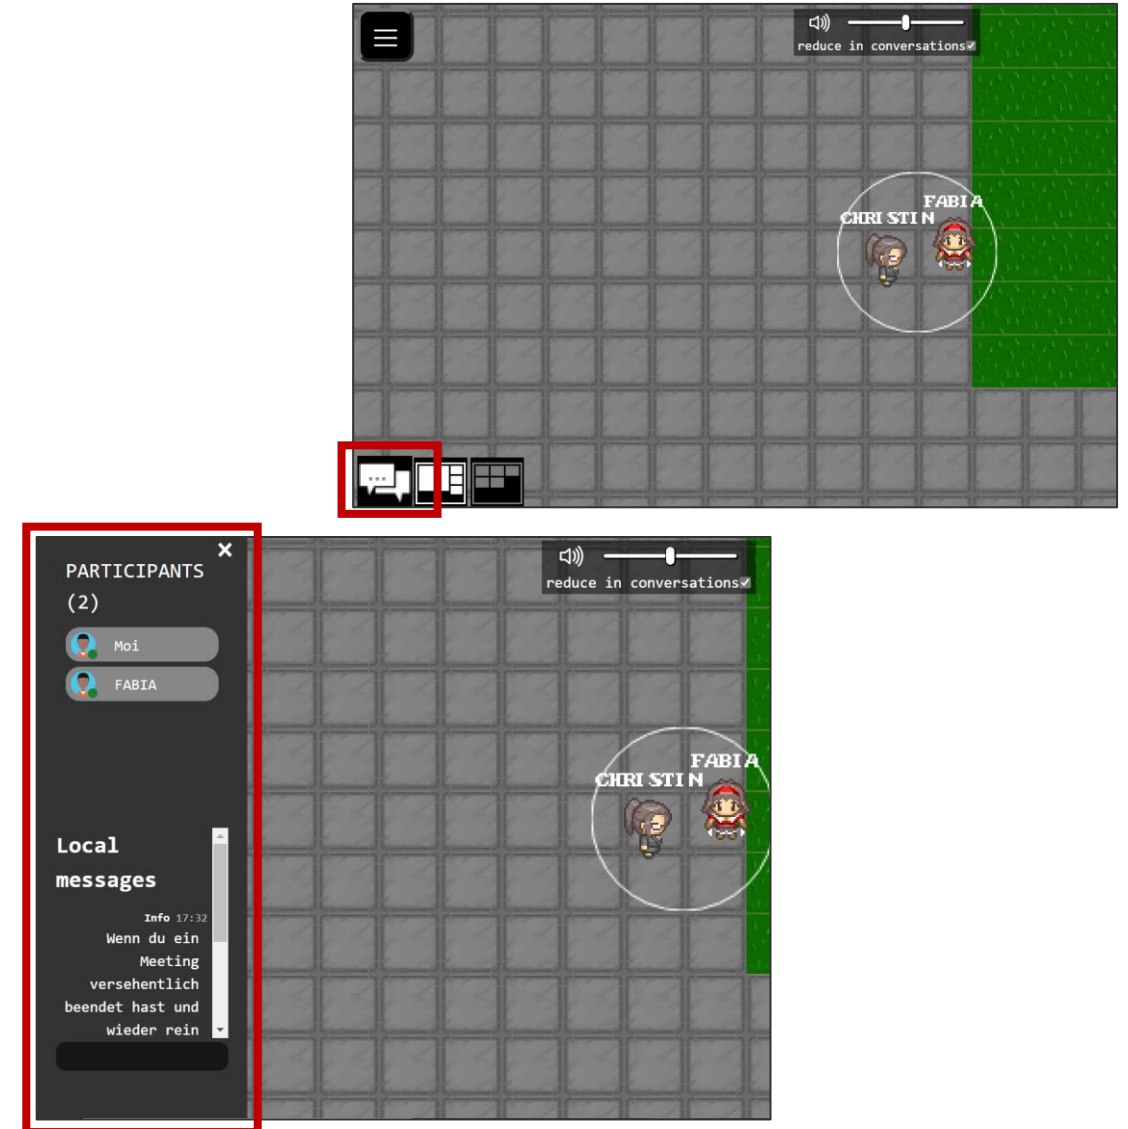 reduce in conversations
FABIA
CHRISTIN
PARTICIPANTS
(2)
Moi
FABIA
Local
messages
Info 17:32
Wenn du ein
Meeting
versehentlich
beendet hast und
wieder rein
reduce in conversations
FABIA
CHRISTIN